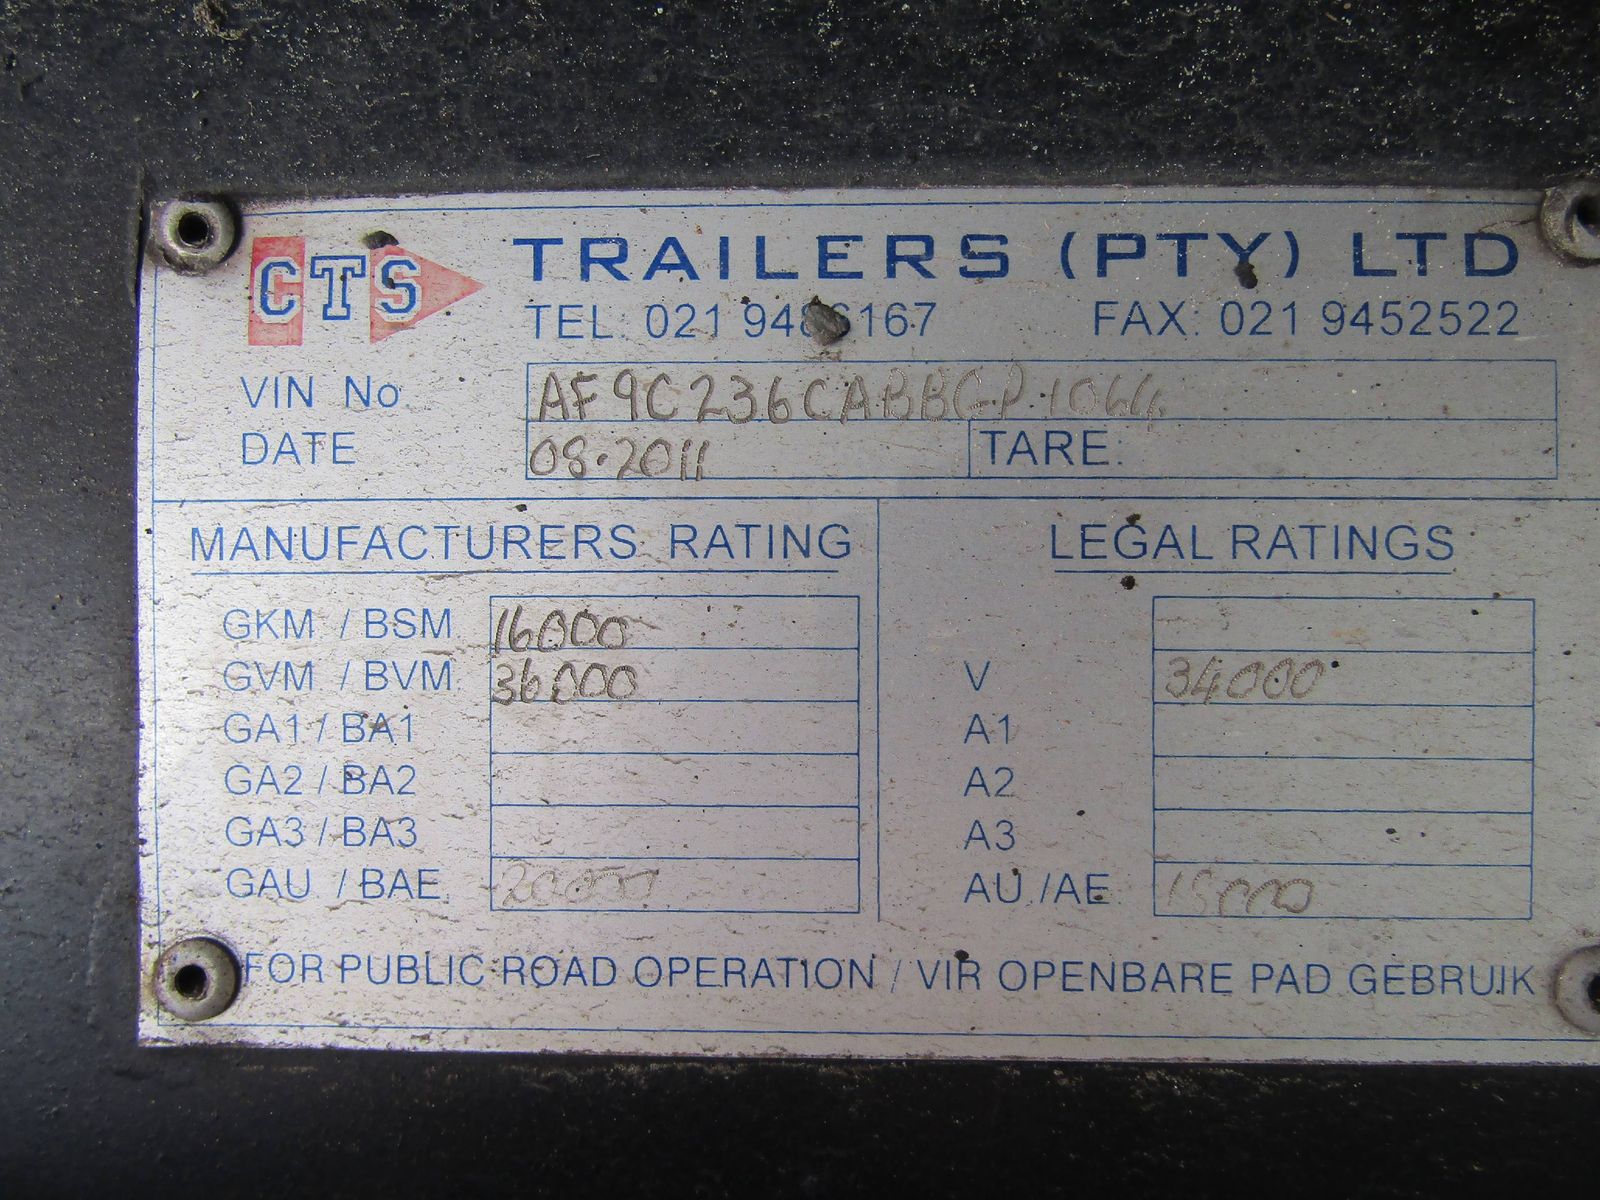 CTS TRAILERS (PTY) LTD
TEL: 021 9486167 FAX: 021 9452522
VIN No. AF9C236CABBGP1064
DATE 08.2011 TARE:
MANUFACTURERS RATING LEGAL RATINGS
GKM / BSM 16000
GVM / BVM 36000 V 34000
GA1 / BA1 A1
GA2 / BA2 A2
GA3 / BA3 A3
GAU / BAE 20000 AU /AE 18000
FOR PUBLIC ROAD OPERATION / VIR OPENBARE PAD GEBRUIK